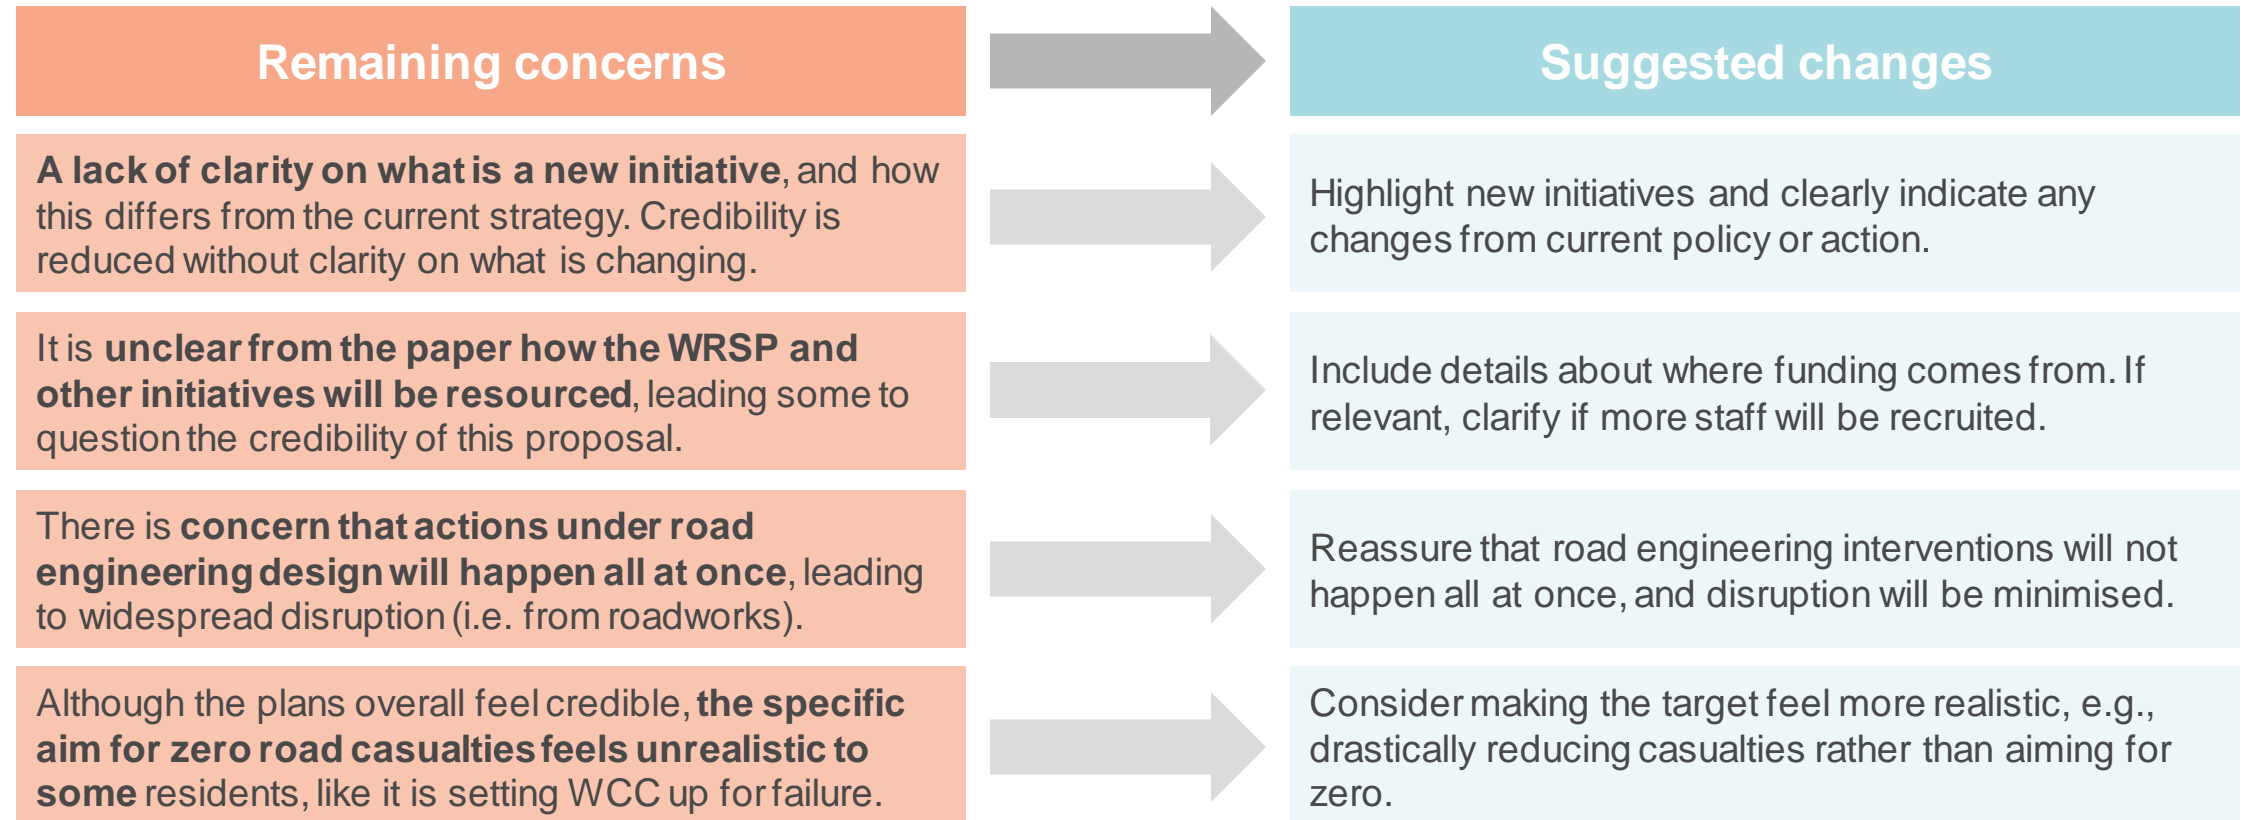 Remaining concerns
Suggested changes
A lack of clarity on what is a new initiative, and how
this differs from the current strategy. Credibility is
reduced without clarity on what is changing.
Highlight new initiatives and clearly indicate any
changes from current policy or action.
It is unclear from the paper how the WRSP and
other initiatives will be resourced, leading some to
question the credibility of this proposal.
Include details about where funding comes from. If
relevant, clarify if more staff will be recruited.
There is concern that actions under road
engineering design will happen all at once, leading
to widespread disruption (i.e. from roadworks).
Reassure that road engineering interventions will not
happen all at once, and disruption will be minimised.
Although the plans overall feel credible, the specific
aim for zero road casualties feels unrealistic to
some residents, like it is setting WCC up for failure.
Consider making the target feel more realistic, e.g.,
drastically reducing casualties rather than aiming for
zero.